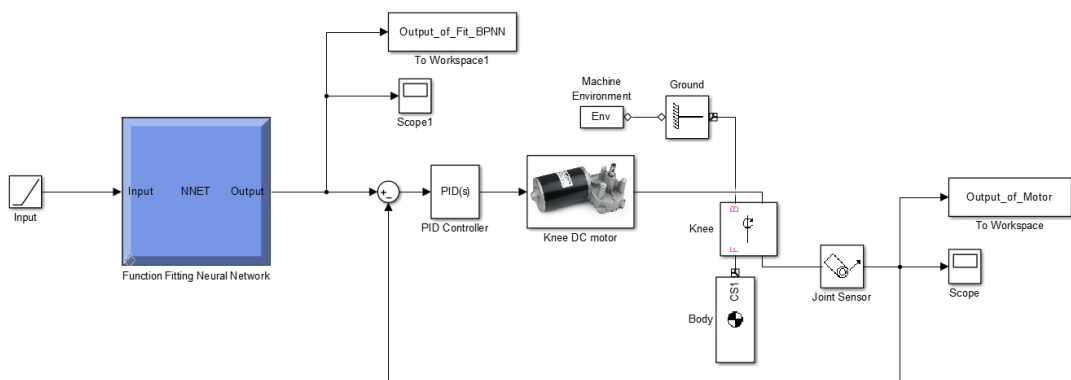 Output_of_Fit_BPNN
To Workspace1
Scope1
Machine
Environment
Env
Ground
Input
Input NNET Output
Function Fitting Neural Network
+
−
PID(s)
PID Controller
Knee DC motor
Knee
B
F
CS1
Body
Joint Sensor
Output_of_Motor
To Workspace
Scope